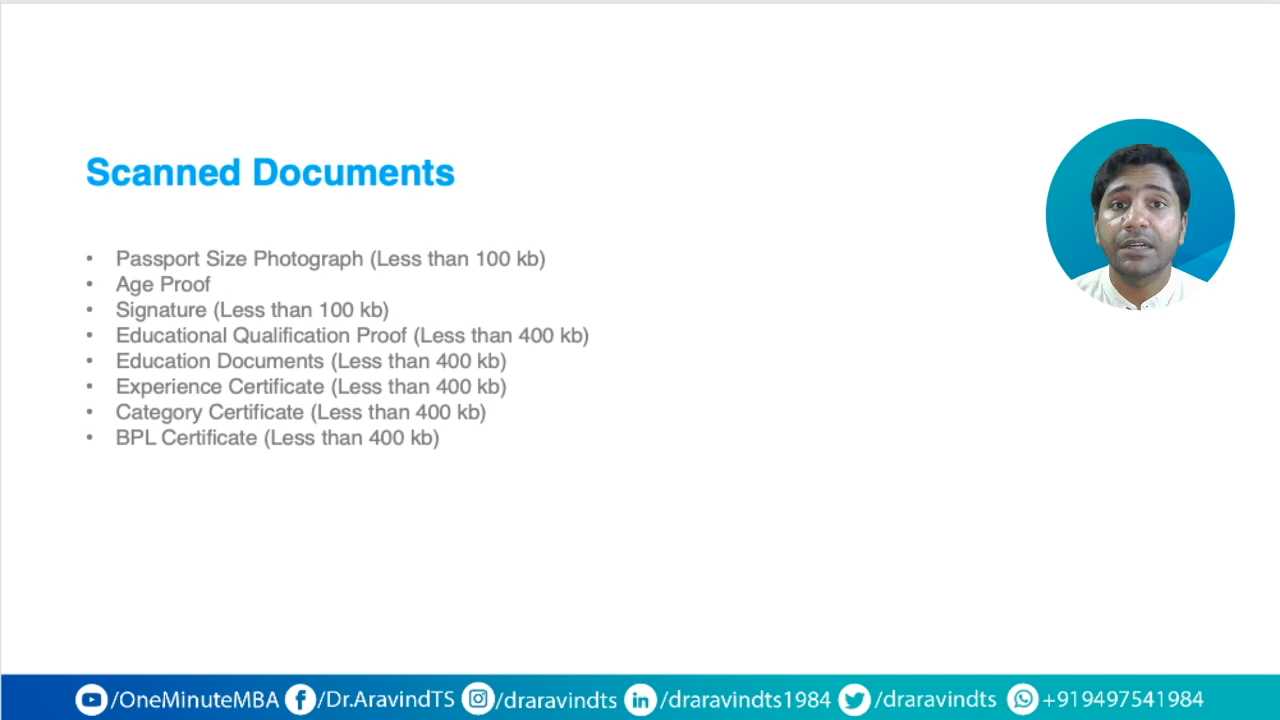 Scanned Documents
• Passport Size Photograph (Less than 100 kb)
• Age Proof
• Signature (Less than 100 kb)
• Educational Qualification Proof (Less than 400 kb)
• Education Documents (Less than 400 kb)
• Experience Certificate (Less than 400 kb)
• Category Certificate (Less than 400 kb)
• BPL Certificate (Less than 400 kb)
/OneMinuteMBA /Dr.AravindTS /draravindts /draravindts1984 /draravindts +919497541984